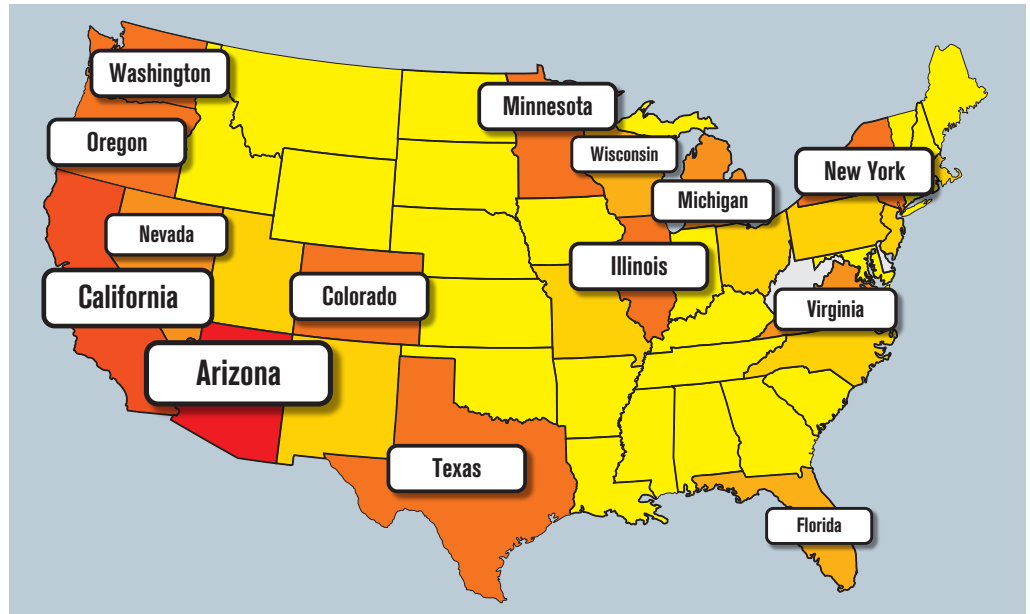 Washington
Minnesota
Oregon
Wisconsin
New York
Michigan
Nevada
Illinois
California
Colorado
Virginia
Arizona
Texas
Florida